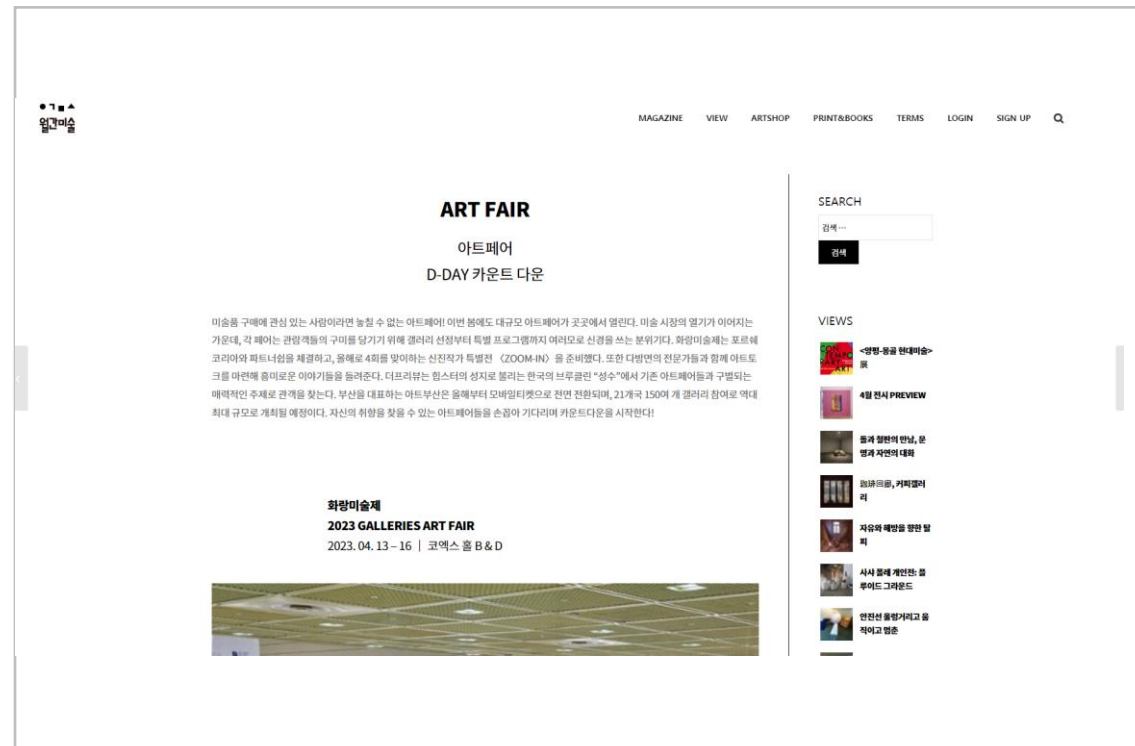 월간미술
MAGAZINE VIEW ARTSHOP PRINT&BOOKS TERMS LOGIN SIGN UP
ART FAIR
아트페어
D-DAY 카운트 다운
미술품 구매에 관심 있는 사람이라면 놓칠 수 없는 아트페어! 이번 봄에도 대규모 아트페어가 곳곳에서 열린다. 미술 시장의 열기가 이어지는
가운데, 각 페어는 관람객들의 구미를 당기기 위해 갤러리 선정부터 특별 프로그램까지 여러모로 신경을 쓰는 분위기다. 화랑미술제는 포르쉐
코리아와 파트너쉽을 체결하고, 올해로 4회를 맞이하는 신진작가 특별전 〈ZOOM-IN〉을 준비했다. 또한 다방면의 전문가들과 함께 아트토
크를 마련해 흥미로운 이야기들을 들려준다. 더프리뷰는 힙스터의 성지로 불리는 한국의 브루클린 “성수”에서 기존 아트페어들과 구별되는
매력적인 주제로 관객을 찾는다. 부산을 대표하는 아트부산은 올해부터 모바일티켓으로 전면 전환되며, 21개국 150여 개 갤러리 참여로 역대
최대 규모로 개최될 예정이다. 자신의 취향을 찾을 수 있는 아트페어들을 손꼽아 기다리며 카운트다운을 시작한다!
화랑미술제
2023 GALLERIES ART FAIR
2023. 04. 13 – 16 | 코엑스 홀 B & D
SEARCH
검색 …
검색
VIEWS
<양평-몽골 현대미술>
展
4월 전시 PREVIEW
돌과 철판의 만남, 문
명과 자연의 대화
珈琲回廊, 커피갤러
리
자유와 해방을 향한 탈
피
사샤 폴레 개인전: 플
루이드 그라운드
안진선 울렁거리고 움
직이고 멈춘